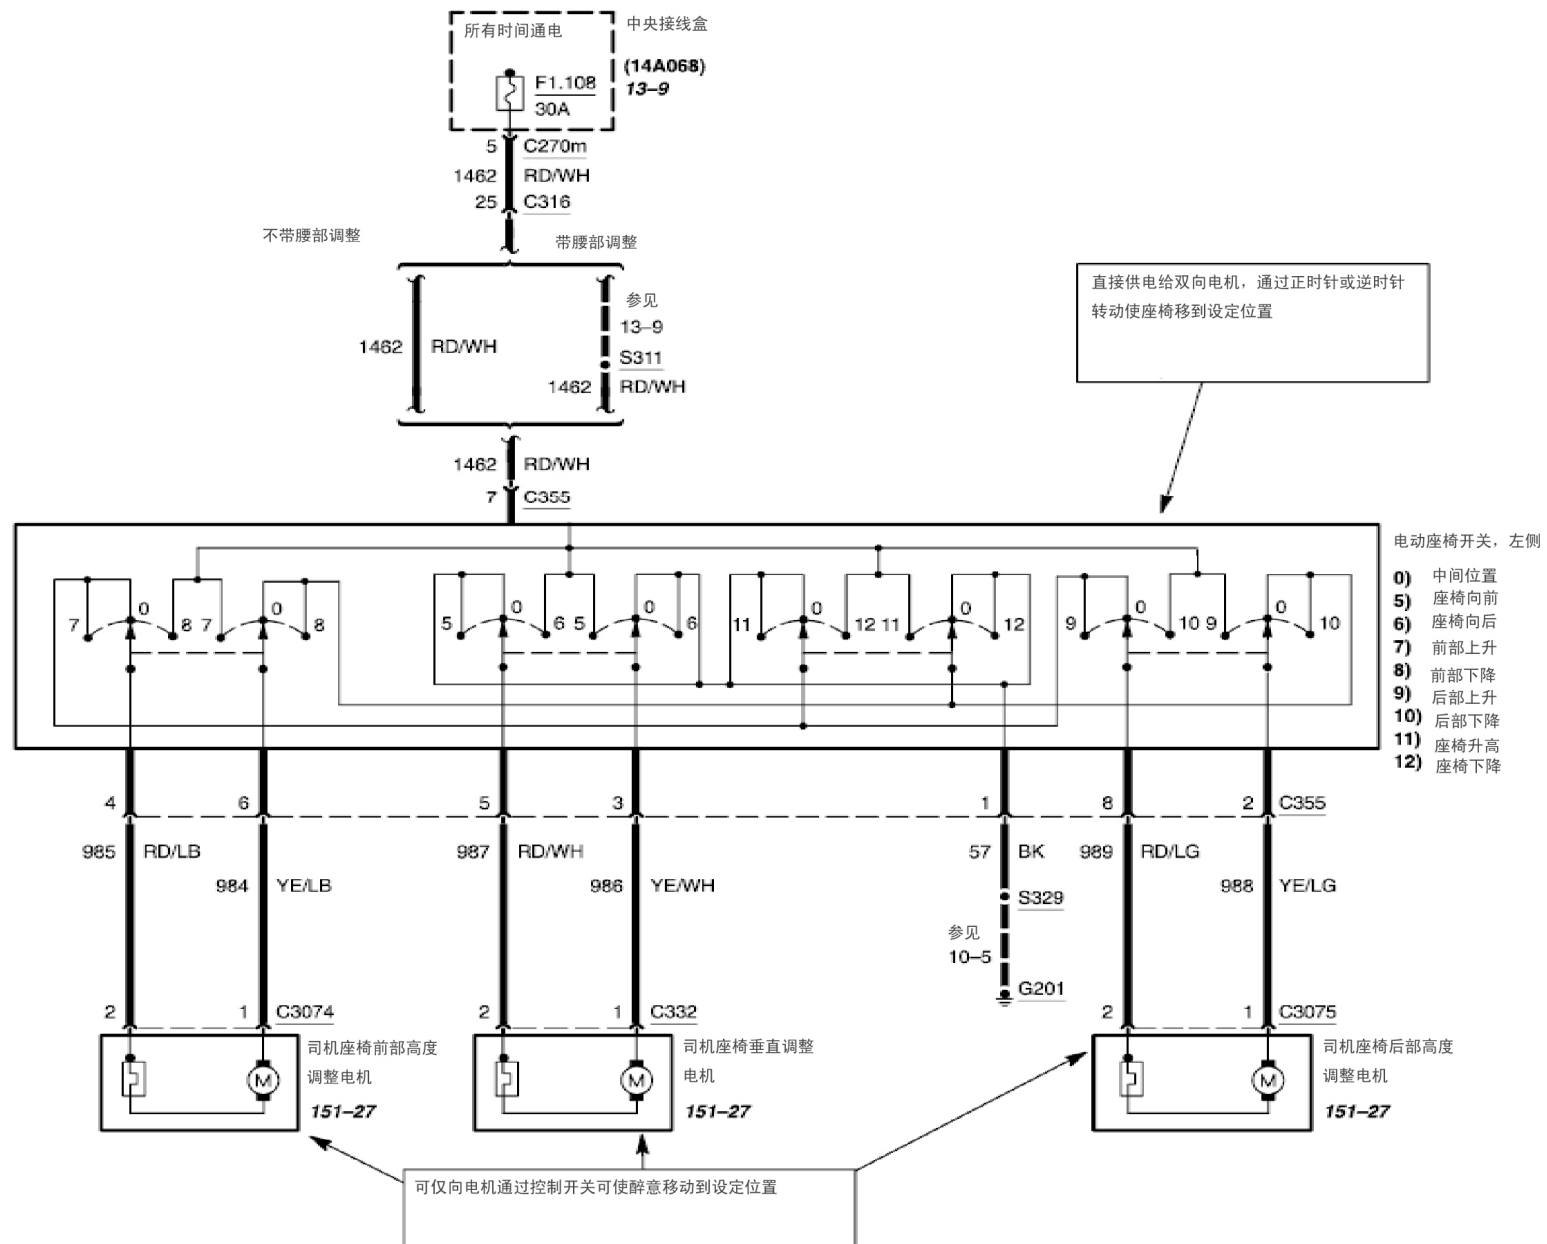 所有时间通电
中央接线盒
(14A068)
13–9
F1.108
30A
5 C270m
1462 RD/WH
25 C316
不带腰部调整
带腰部调整
参见
13–9
S311
1462 RD/WH
1462 RD/WH
1462 RD/WH
7 C355
直接供电给双向电机，通过正时针或逆时针
转动使座椅移到设定位置
电动座椅开关，左侧
0) 中间位置
5) 座椅向前
6) 座椅向后
7) 前部上升
8) 前部下降
9) 后部上升
10) 后部下降
11) 座椅升高
12) 座椅下降
7 0 8 7 0 8
5 0 6 5 0 6
11 0 12 11 0 12
9 0 10 9 0 10
4 6 5 3 1 8 2 C355
985 RD/LB
987 RD/WH
57 BK
989 RD/LG
984 YE/LB
986 YE/WH
988 YE/LG
S329
参见
10–5
G201
2 1 C3074
2 1 C332
2 1 C3075
司机座椅前部高度
调整电机
151–27
司机座椅垂直调整
电机
151–27
司机座椅后部高度
调整电机
151–27
M
M
M
可仅向电机通过控制开关可使醉意移动到设定位置